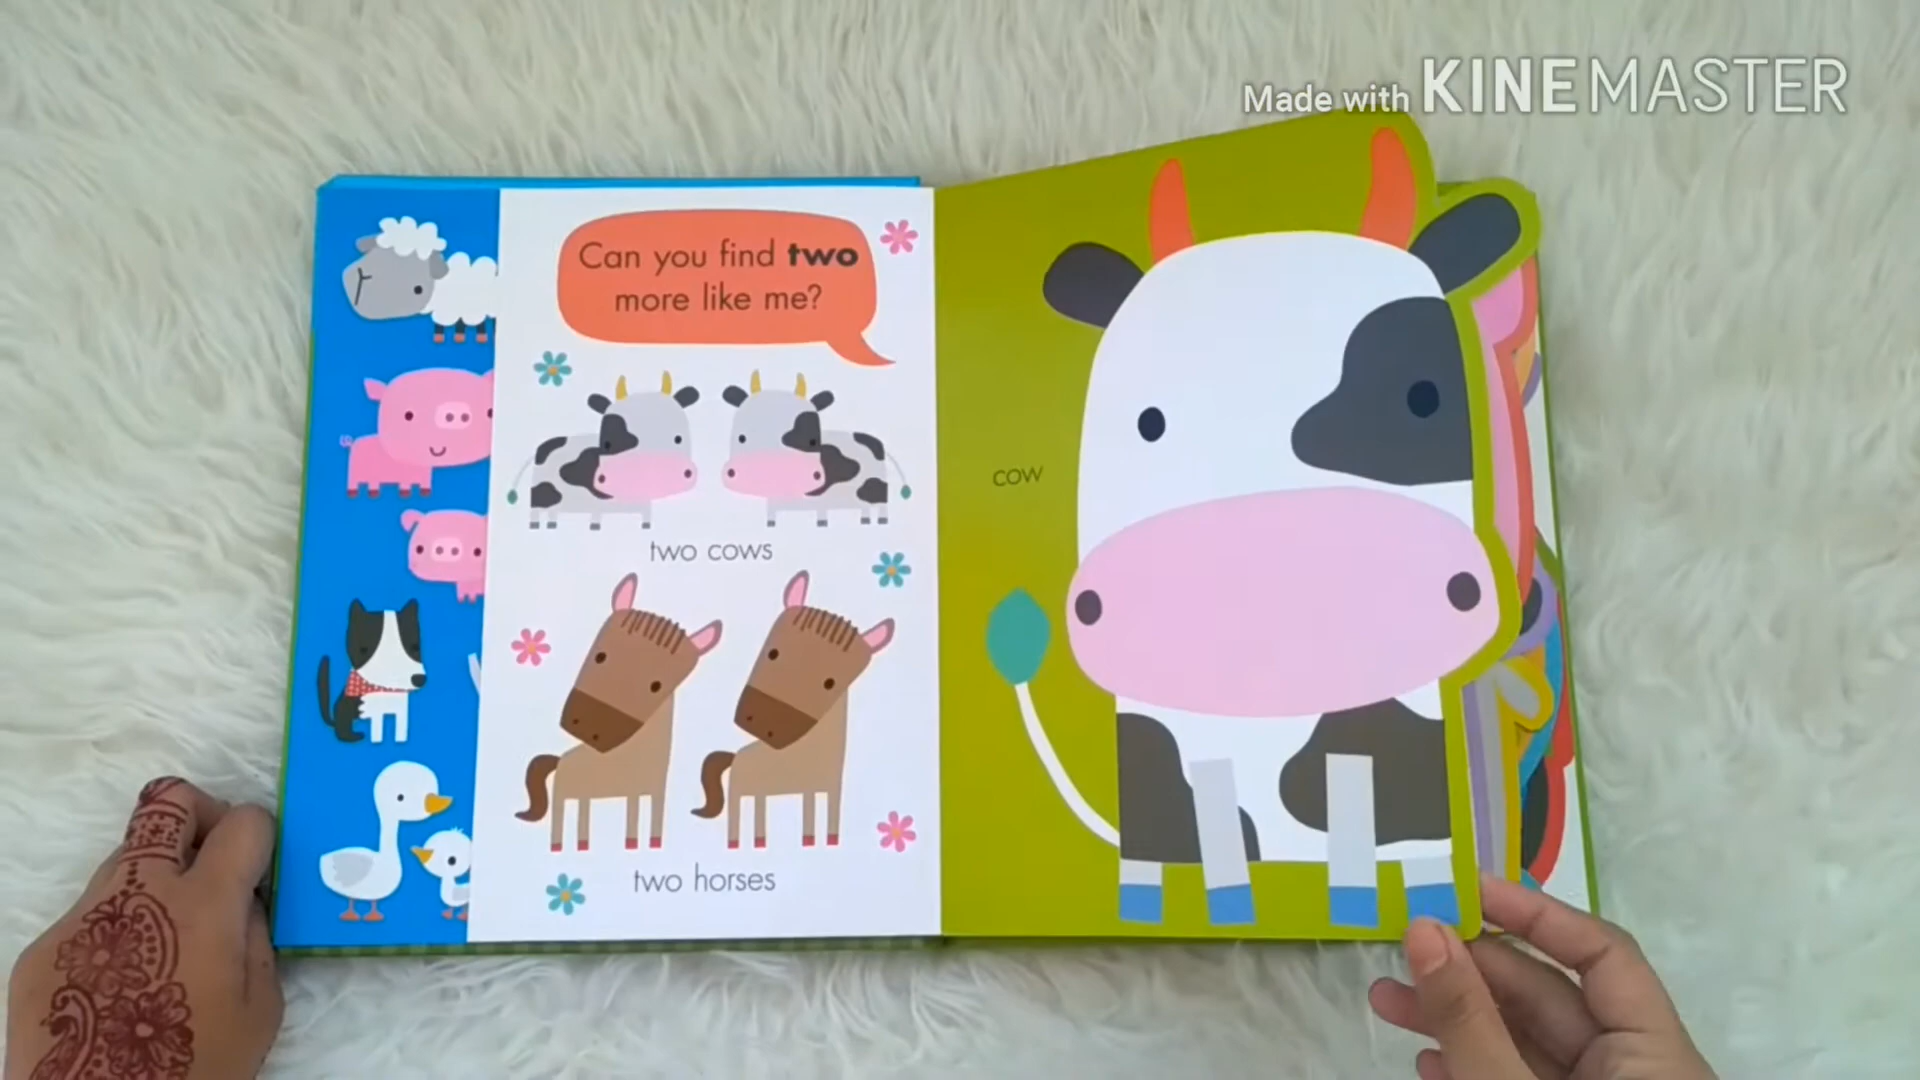 Made with KINEMASTER
Can you find two
more like me?
two cows
two horses
cow